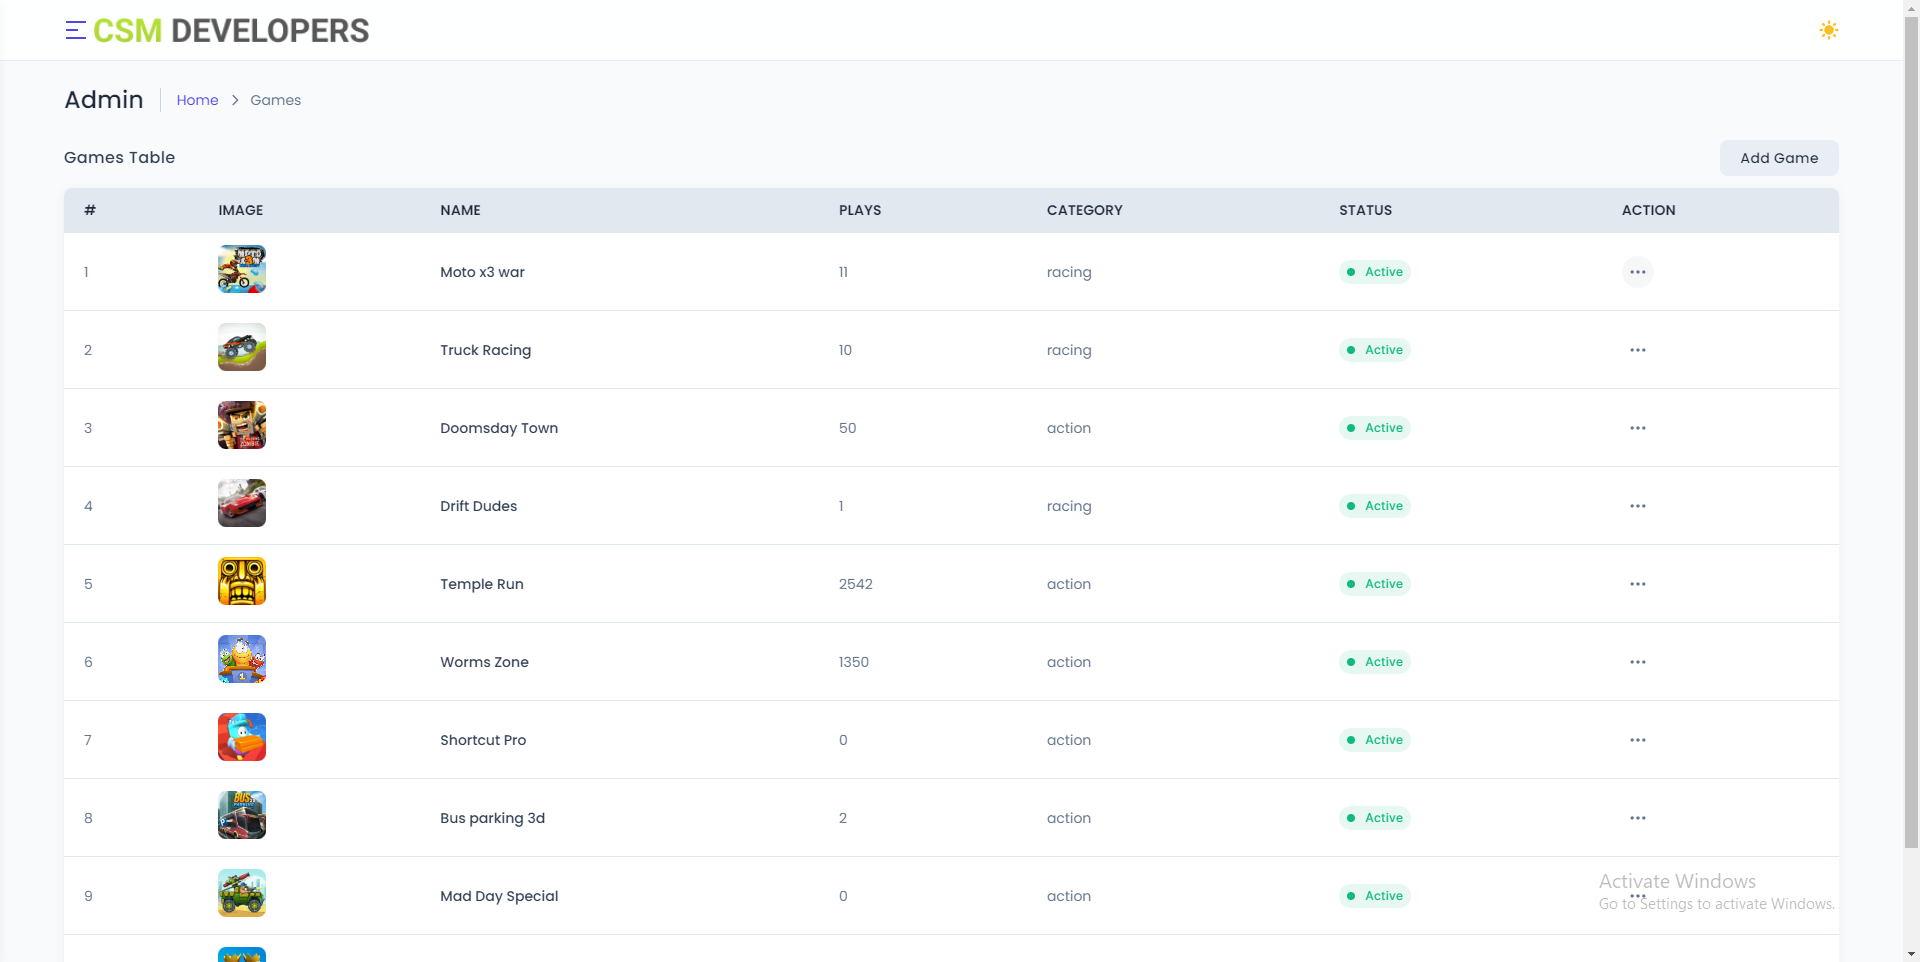 CSM DEVELOPERS
Admin Home Games
Games Table Add Game
# IMAGE NAME PLAYS CATEGORY STATUS ACTION
1 Moto x3 war 11 racing Active
2 Truck Racing 10 racing Active
3 Doomsday Town 50 action Active
4 Drift Dudes 1 racing Active
5 Temple Run 2542 action Active
6 Worms Zone 1350 action Active
7 Shortcut Pro 0 action Active
8 Bus parking 3d 2 action Active
9 Mad Day Special 0 action Active
Activate Windows
Go to Settings to activate Windows.